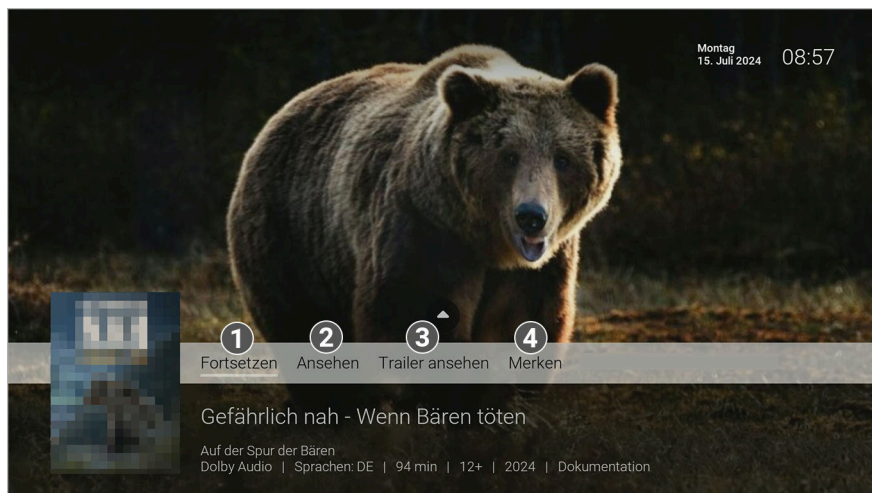 Montag
15. Juli 2024
08:57
1
2
3
4
Fortsetzen
Ansehen
Trailer ansehen
Merken
Gefährlich nah - Wenn Bären töten
Auf der Spur der Bären
Dolby Audio | Sprachen: DE | 94 min | 12+ | 2024 | Dokumentation